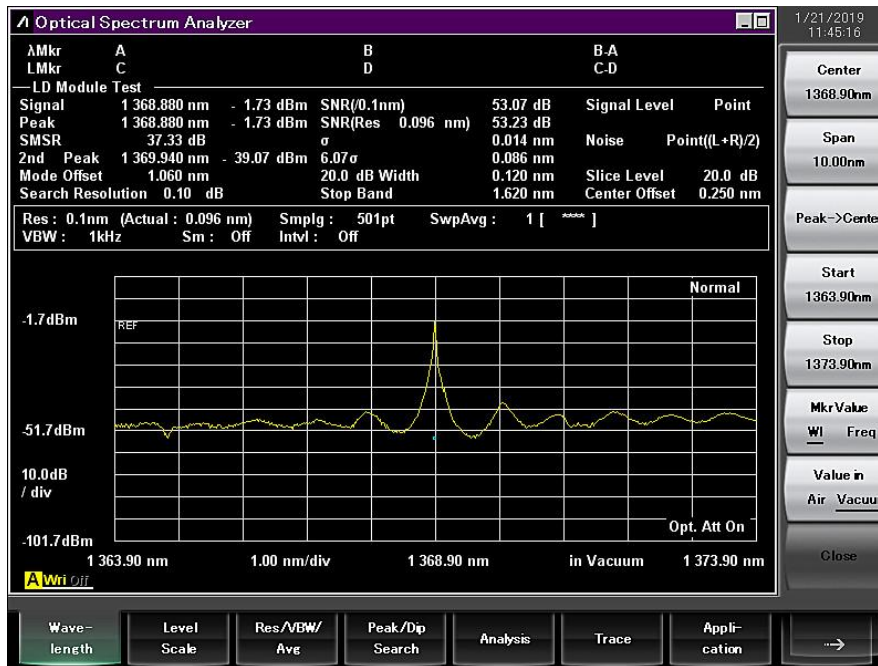 Optical Spectrum Analyzer
1/21/2019
11:45:16
λMkr A B B-A
LMkr C D C-D
LD Module Test
Signal 1 368.880 nm - 1.73 dBm SNR(/0.1nm) 53.07 dB Signal Level Point
Peak 1 368.880 nm - 1.73 dBm SNR(Res 0.096 nm) 53.23 dB
SMSR 37.33 dB σ 0.014 nm Noise Point((L+R)/2)
2nd Peak 1 369.940 nm - 39.07 dBm 6.07σ 0.086 nm
Mode Offset 1.060 nm 20.0 dB Width 0.120 nm Slice Level 20.0 dB
Search Resolution 0.10 dB Stop Band 1.620 nm Center Offset 0.250 nm
Res : 0.1nm (Actual : 0.096 nm) Smplg : 501pt SwpAvg : 1 [ **** ]
VBW : 1kHz Sm : Off Intvl : Off
Normal
-1.7dBm
REF
-51.7dBm
10.0dB
/ div
Opt. Att On
-101.7dBm
1 363.90 nm 1.00 nm/div 1 368.90 nm in Vacuum 1 373.90 nm
A Wri Off
Center
1368.90nm
Span
10.00nm
Peak->Cente
Start
1363.90nm
Stop
1373.90nm
MkrValue
Wl Freq
Value in
Air Vacuu
Close
Wave-
length
Level
Scale
Res/VBW/
Avg
Peak/Dip
Search
Analysis
Trace
Appli-
cation
→